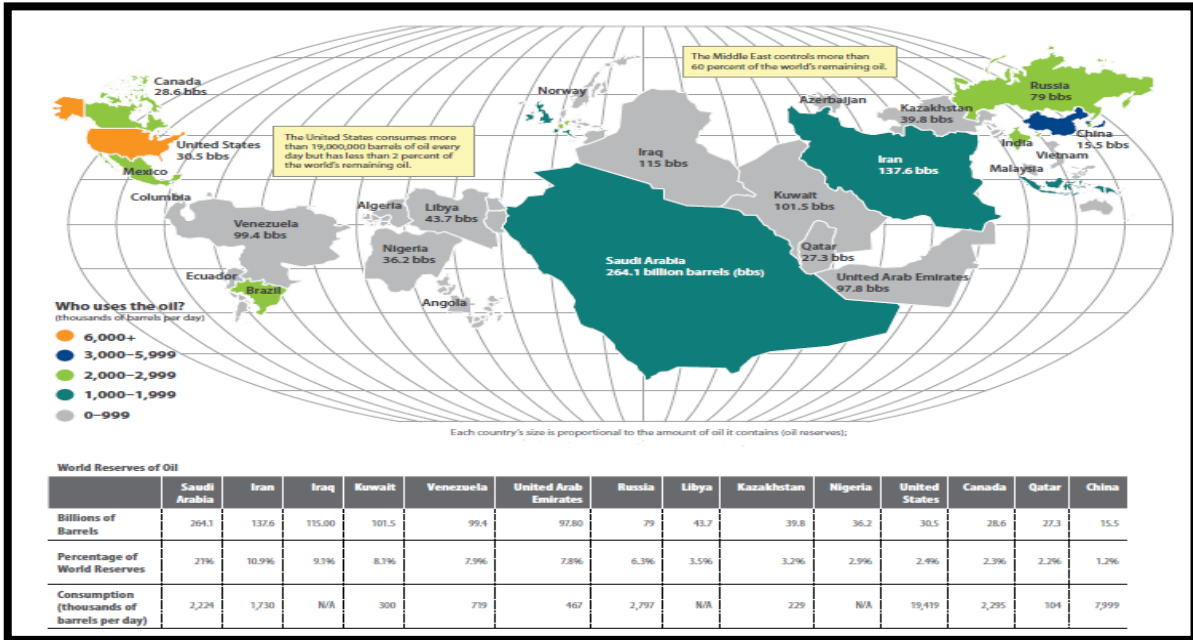 Canada
28.6 bbs
United States
30.5 bbs
Mexico
Columbia
Venezuela
99.4 bbs
Ecuador
Brazil
The United States consumes more
than 19,000,000 barrels of oil every
day but has less than 2 percent of
the world's remaining oil.
Algeria
Libya
43.7 bbs
Nigeria
36.2 bbs
Angola
Norway
The Middle East controls more than
60 percent of the world's remaining oil.
Iraq
115 bbs
Saudi Arabia
264.1 billion barrels (bbs)
Kuwait
101.5 bbs
Qatar
27.3 bbs
United Arab Emirates
97.8 bbs
Iran
137.6 bbs
Azerbaijan
Kazakhstan
39.8 bbs
Russia
79 bbs
India
China
15.5 bbs
Vietnam
Malaysia
Who uses the oil?
(thousands of barrels per day)
6,000+
3,000–5,999
2,000–2,999
1,000–1,999
0–999
Each country's size is proportional to the amount of oil it contains (oil reserves);
World Reserves of Oil
Saudi Arabia Iran Iraq Kuwait Venezuela United Arab Emirates Russia Libya Kazakhstan Nigeria United States Canada Qatar China
Billions of Barrels 264.1 137.6 115.00 101.5 99.4 97.80 79 43.7 39.8 36.2 30.5 28.6 27.3 15.5
Percentage of World Reserves 21% 10.9% 9.1% 8.1% 7.9% 7.8% 6.3% 3.5% 3.2% 2.9% 2.4% 2.3% 2.2% 1.2%
Consumption (thousands of barrels per day) 2,224 1,730 N/A 300 719 467 2,797 N/A 229 N/A 19,419 2,295 104 7,999